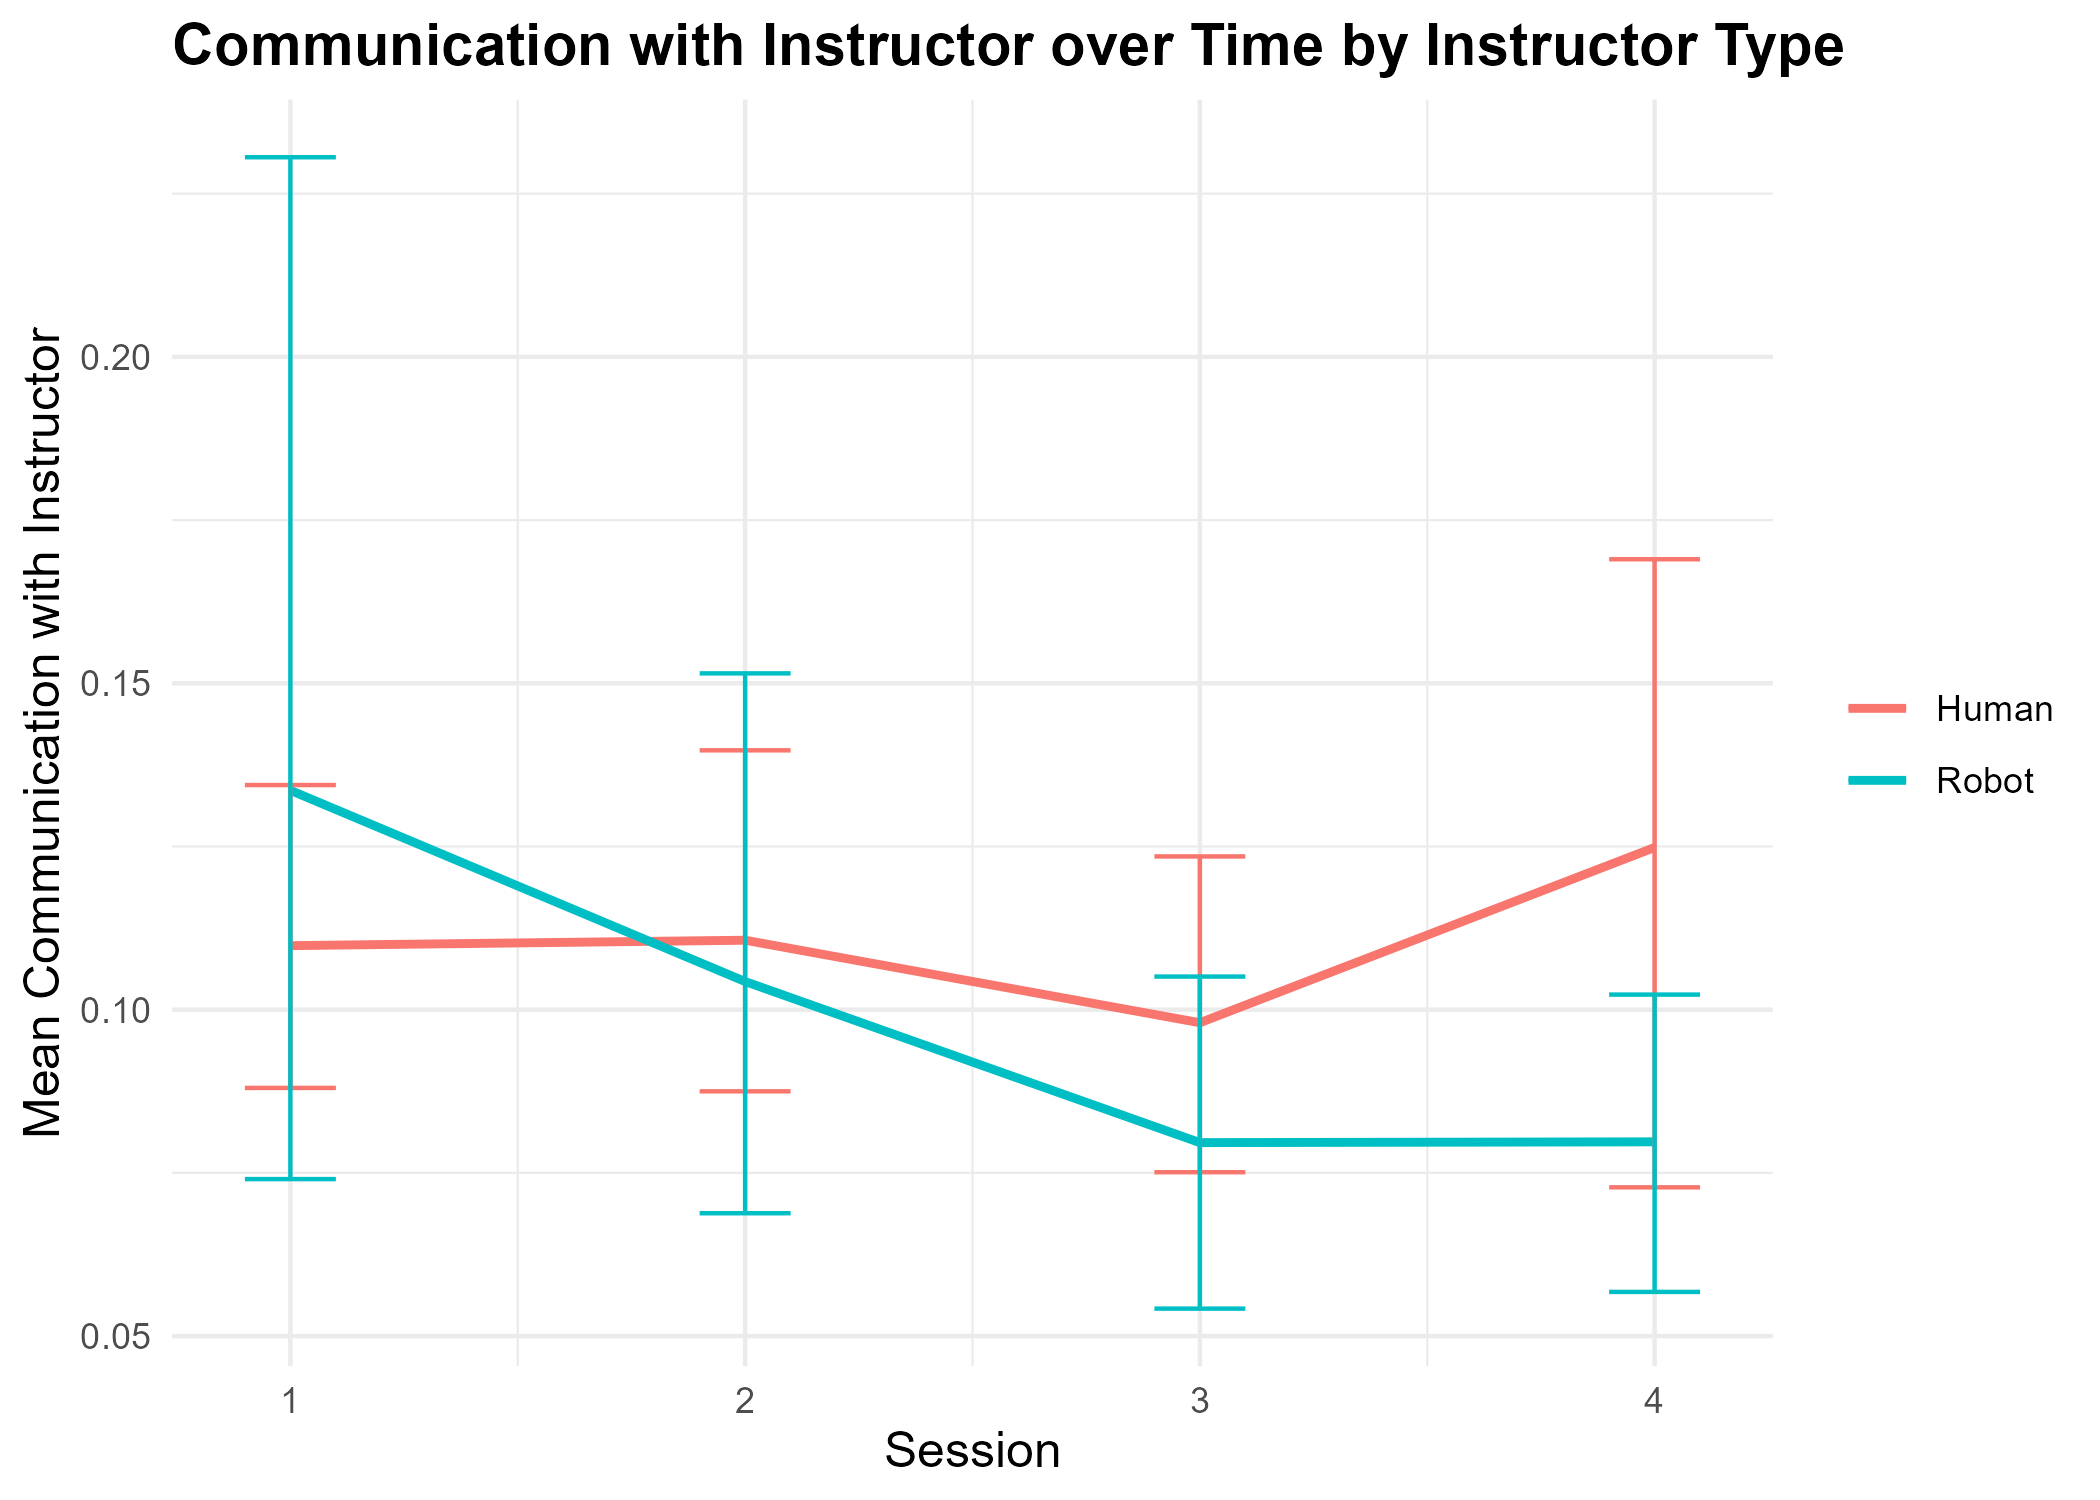 Communication with Instructor over Time by Instructor Type
Mean Communication with Instructor
0.20
0.15
0.10
0.05
1
2
3
4
Session
Human
Robot